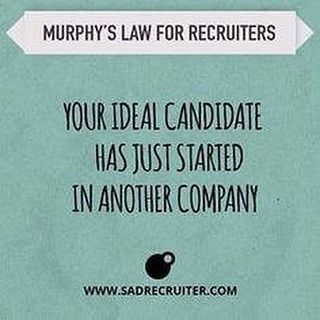 MURPHY'S LAW FOR RECRUITERS
YOUR IDEAL CANDIDATE
HAS JUST STARTED
IN ANOTHER COMPANY
WWW.SADRECRUITER.COM